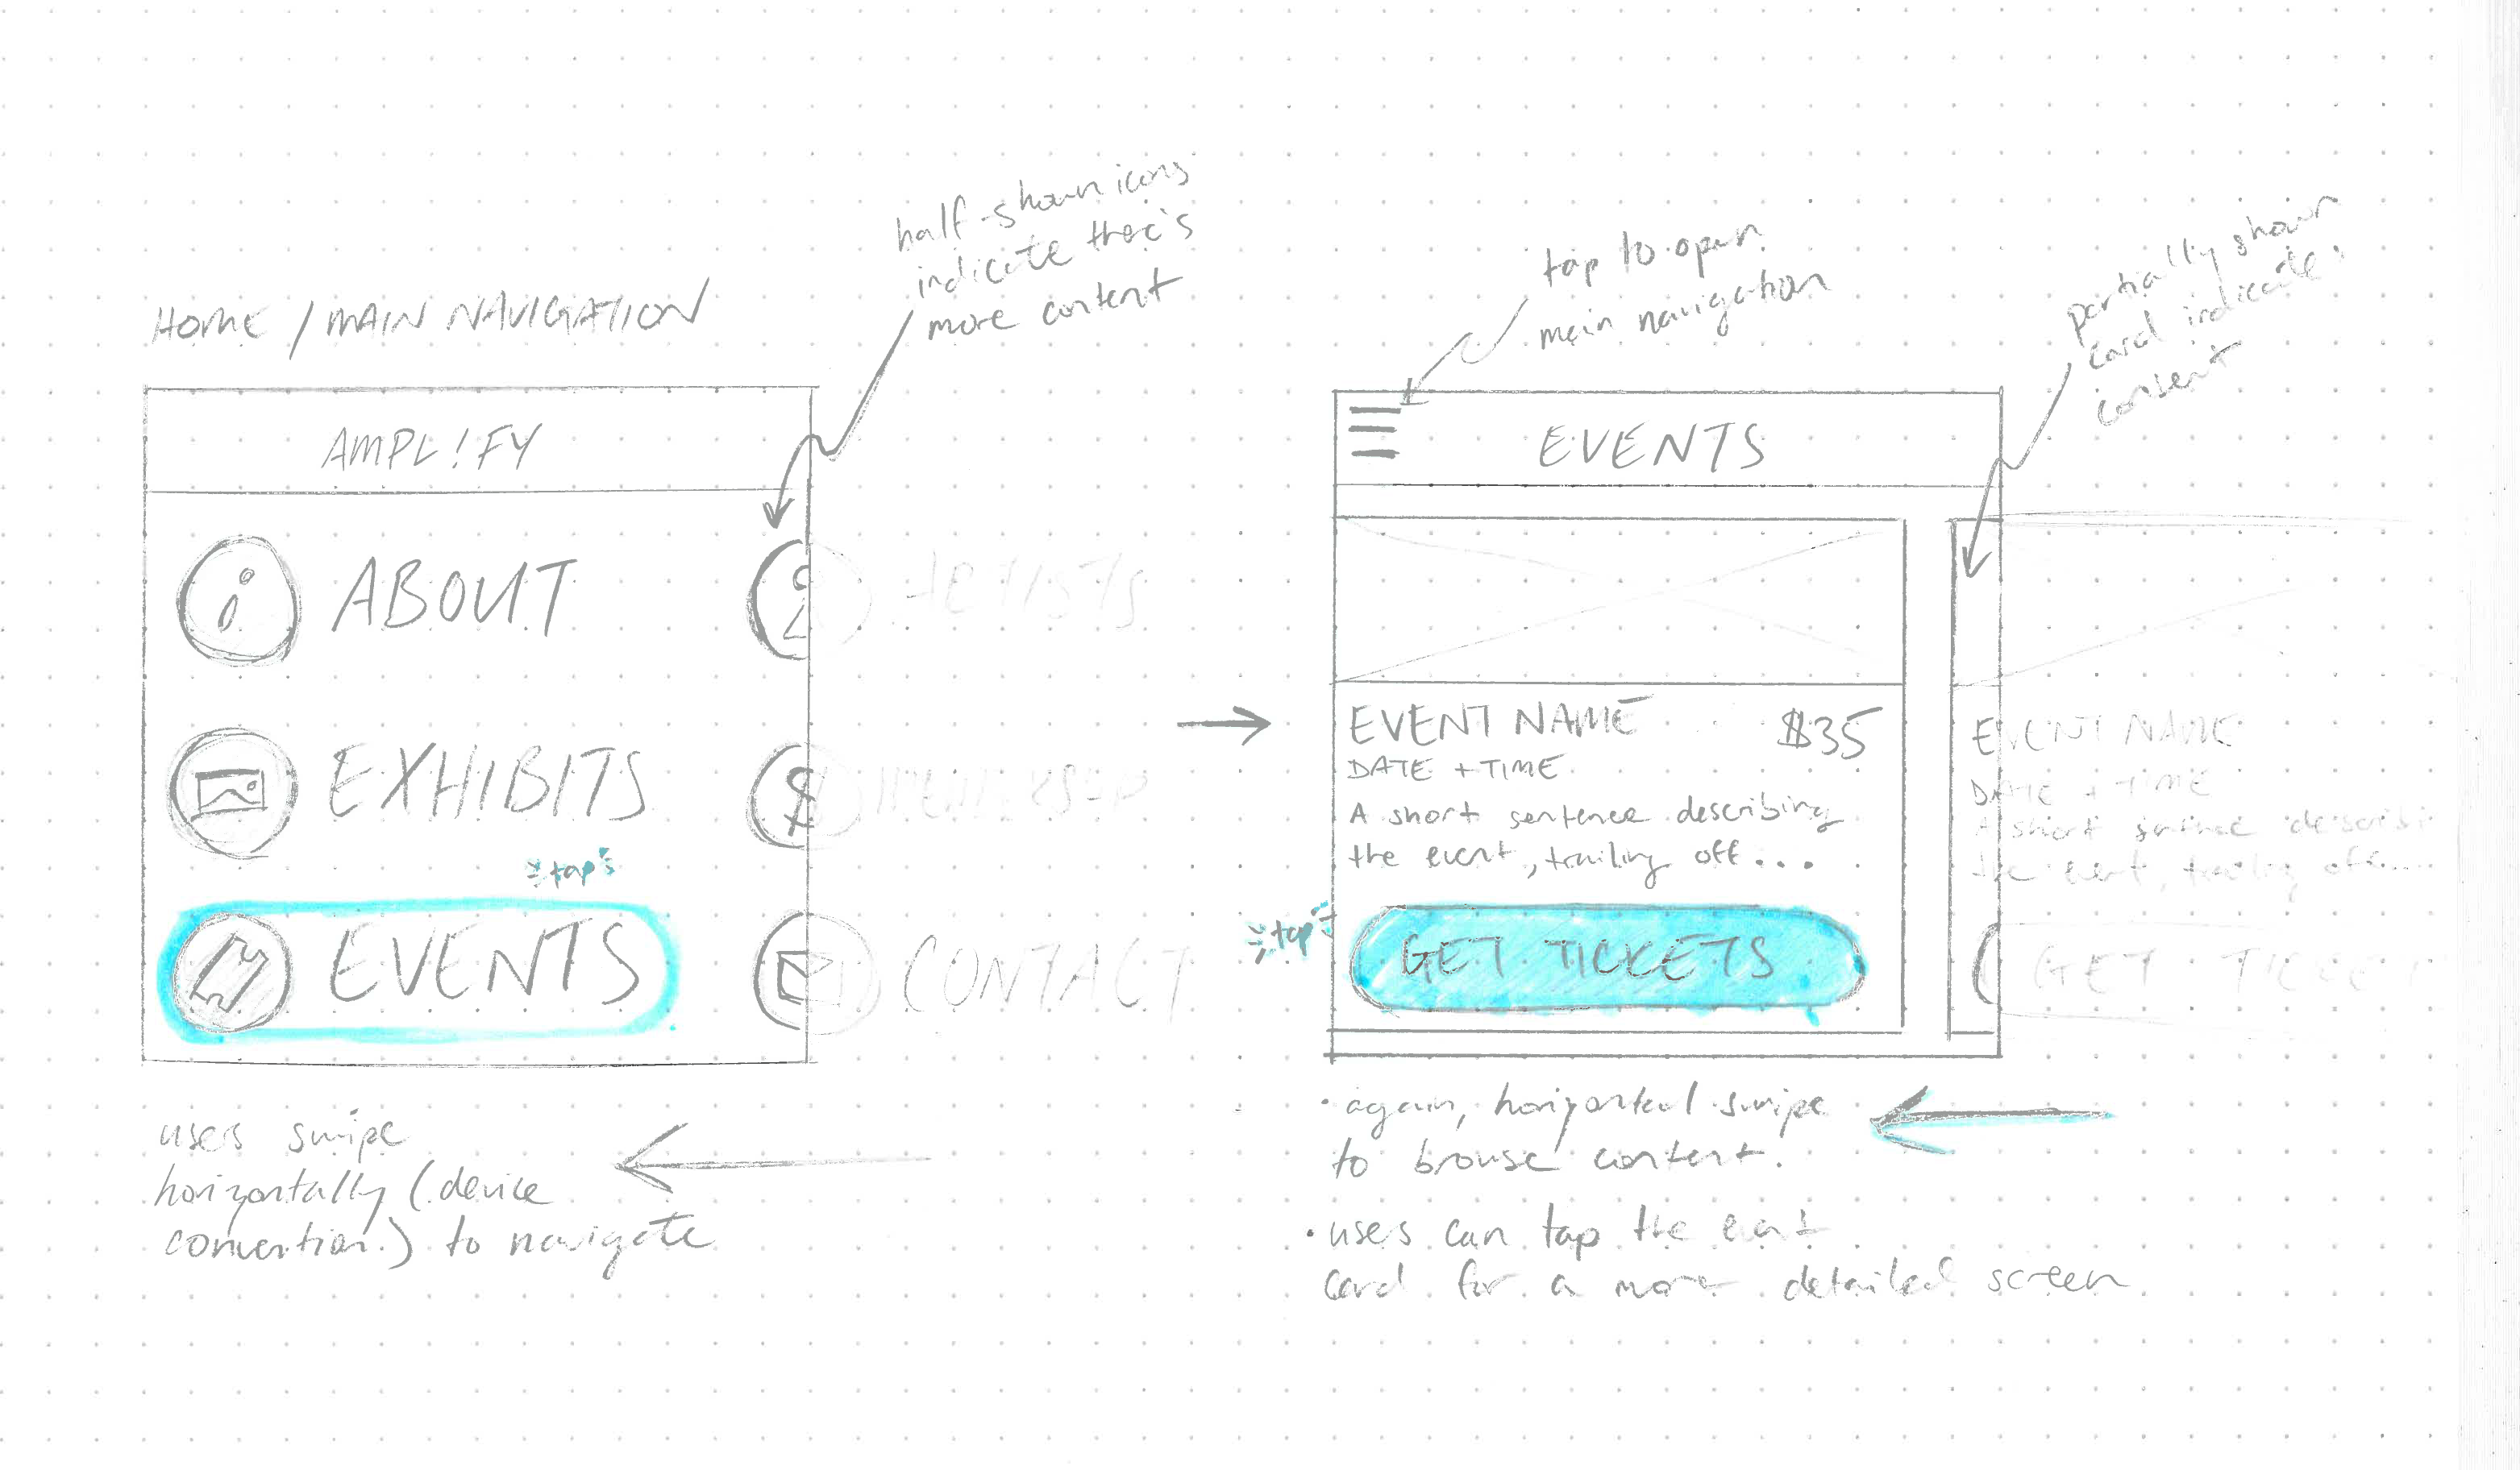 half-shown icons
indicate there's
more content
HOME / MAIN NAVIGATION
AMPL!FY
ABOUT
ARTISTS
EXHIBITS
MEMBERSHIP
tap
EVENTS
CONTACT
users swipe
horizontally (device
convention) to navigate
tap to open
main navigation
partially shown
card indicate
EVENTS
EVENT NAME $35
DATE + TIME
A short sentence describing
the event, trailing off...
tap
GET TICKETS
EVENT NAME
DATE + TIME
A short sentence describi
the event, trailing off...
GET TICKET
• again, horizontal swipe
to browse content.
• users can tap the event
card for a more detailed screen